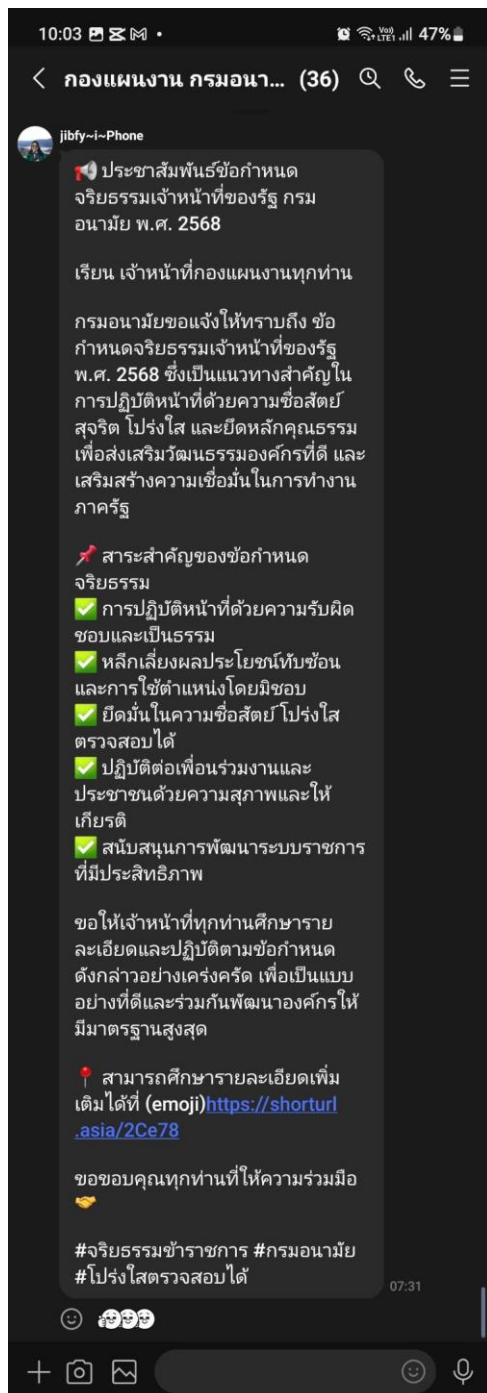 10:03
LTE1 47%
กองแผนงาน กรมอนา... (36)
jibfy~i~Phone
📢 ประชาสัมพันธ์ข้อกำหนด
จริยธรรมเจ้าหน้าที่ของรัฐ กรม
อนามัย พ.ศ. 2568
เรียน เจ้าหน้าที่กองแผนงานทุกท่าน
กรมอนามัยขอแจ้งให้ทราบถึง ข้อ
กำหนดจริยธรรมเจ้าหน้าที่ของรัฐ
พ.ศ. 2568 ซึ่งเป็นแนวทางสำคัญใน
การปฏิบัติหน้าที่ด้วยความซื่อสัตย์
สุจริต โปร่งใส และยึดหลักคุณธรรม
เพื่อส่งเสริมวัฒนธรรมองค์กรที่ดี และ
เสริมสร้างความเชื่อมั่นในการทำงาน
ภาครัฐ
📌 สาระสำคัญของข้อกำหนด
จริยธรรม
✅ การปฏิบัติหน้าที่ด้วยความรับผิด
ชอบและเป็นธรรม
✅ หลีกเลี่ยงผลประโยชน์ทับซ้อน
และการใช้ตำแหน่งโดยมิชอบ
✅ ยึดมั่นในความซื่อสัตย์ โปร่งใส
ตรวจสอบได้
✅ ปฏิบัติต่อเพื่อนร่วมงานและ
ประชาชนด้วยความสุภาพและให้
เกียรติ
✅ สนับสนุนการพัฒนาระบบราชการ
ที่มีประสิทธิภาพ
ขอให้เจ้าหน้าที่ทุกท่านศึกษาราย
ละเอียดและปฏิบัติตามข้อกำหนด
ดังกล่าวอย่างเคร่งครัด เพื่อเป็นแบบ
อย่างที่ดีและร่วมกันพัฒนาองค์กรให้
มีมาตรฐานสูงสุด
📍 สามารถศึกษารายละเอียดเพิ่ม
เติมได้ที่ (emoji)https://shorturl
.asia/2Ce78
ขอขอบคุณทุกท่านที่ให้ความร่วมมือ
🤝
#จริยธรรมข้าราชการ #กรมอนามัย
#โปร่งใสตรวจสอบได้
07:31